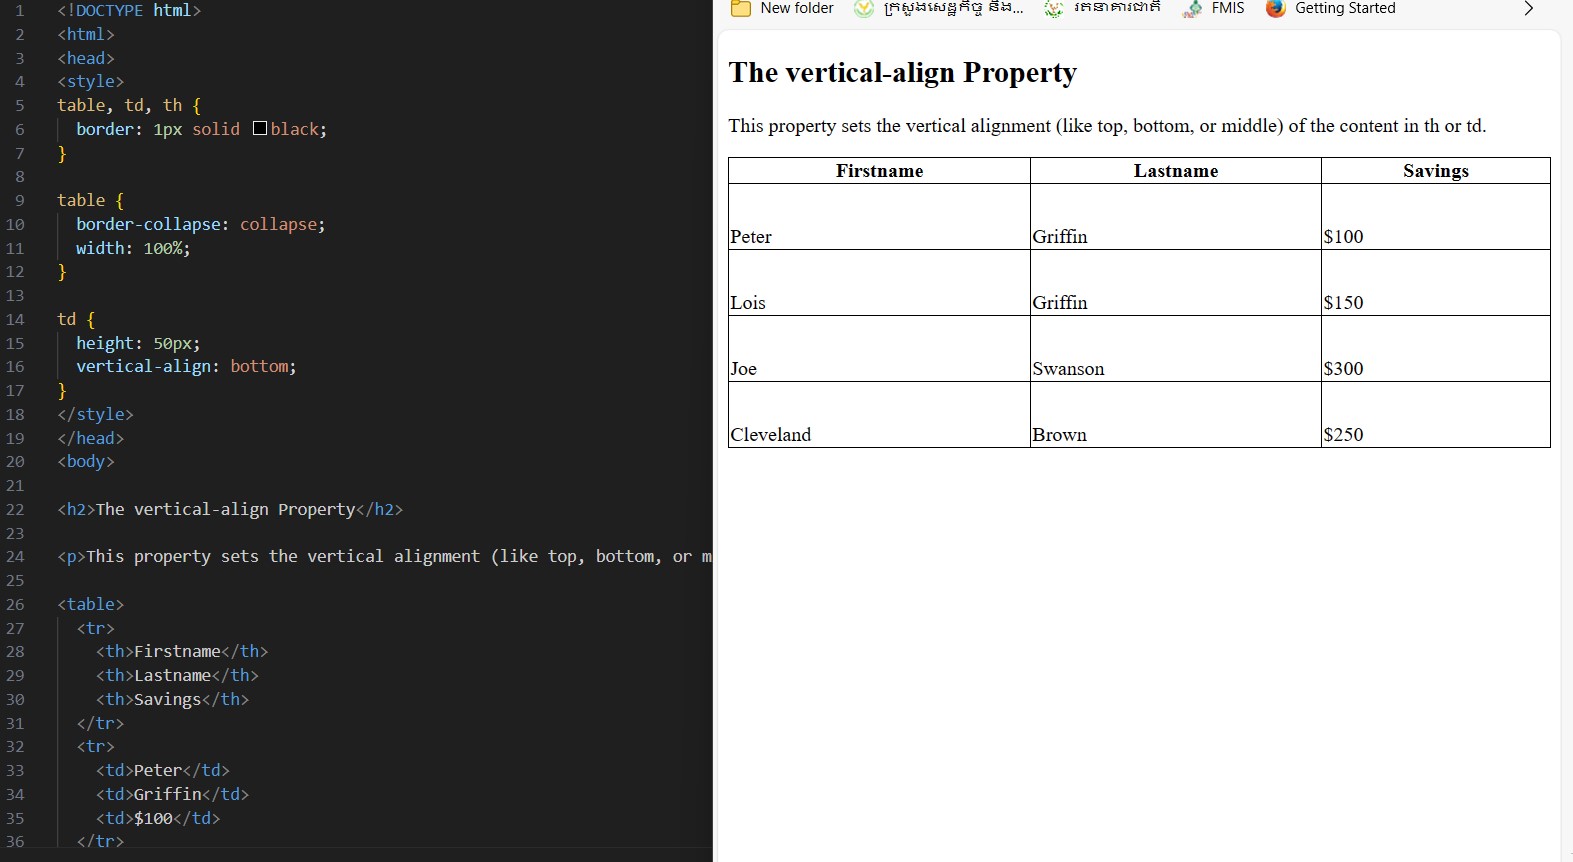 1 <!DOCTYPE html>
2 <html>
3 <head>
4 <style>
5 table, td, th {
6 border: 1px solid black;
7 }
8
9 table {
10 border-collapse: collapse;
11 width: 100%;
12 }
13
14 td {
15 height: 50px;
16 vertical-align: bottom;
17 }
18 </style>
19 </head>
20 <body>
21
22 <h2>The vertical-align Property</h2>
23
24 <p>This property sets the vertical alignment (like top, bottom, or m
25
26 <table>
27 <tr>
28 <th>Firstname</th>
29 <th>Lastname</th>
30 <th>Savings</th>
31 </tr>
32 <tr>
33 <td>Peter</td>
34 <td>Griffin</td>
35 <td>$100</td>
36 </tr>
New folder ក្រសួងសេដ្ឋកិច្ច និង... រតនាគារជាតិ FMIS Getting Started
The vertical-align Property
This property sets the vertical alignment (like top, bottom, or middle) of the content in th or td.
Firstname Lastname Savings
Peter Griffin $100
Lois Griffin $150
Joe Swanson $300
Cleveland Brown $250